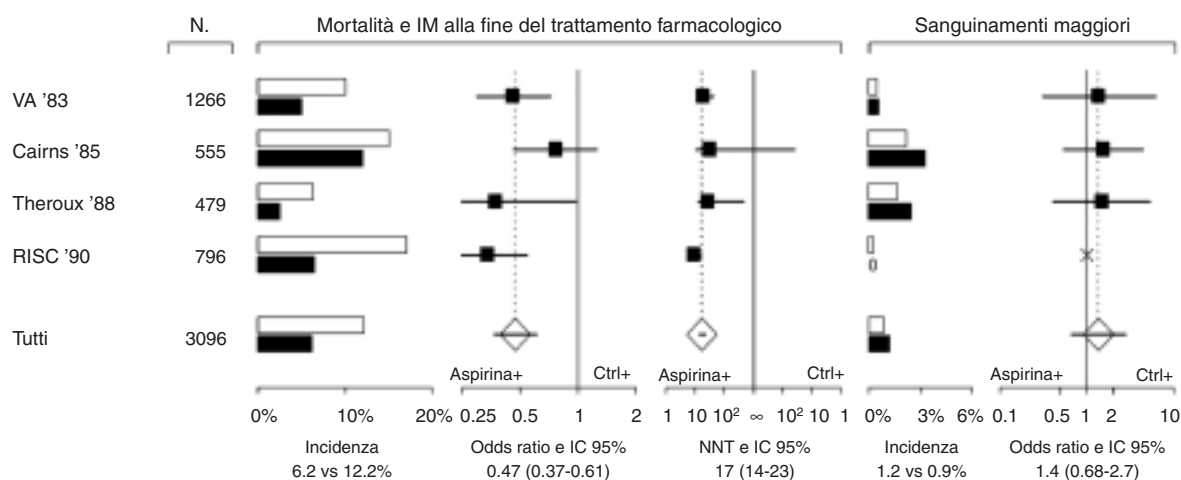 N. Mortalità e IM alla fine del trattamento farmacologico Sanguinamenti maggiori
VA '83 1266
Cairns '85 555
Theroux '88 479
RISC '90 796
Tutti 3096
Aspirina+ Ctrl+ Aspirina+ Ctrl+ Aspirina+ Ctrl+
0% 10% 20% 0.25 0.5 1 2 1 10 10² ∞ 10² 10 1 0% 3% 6% 0.1 0.5 1 2 10
Incidenza Odds ratio e IC 95% NNT e IC 95% Incidenza Odds ratio e IC 95%
6.2 vs 12.2% 0.47 (0.37-0.61) 17 (14-23) 1.2 vs 0.9% 1.4 (0.68-2.7)